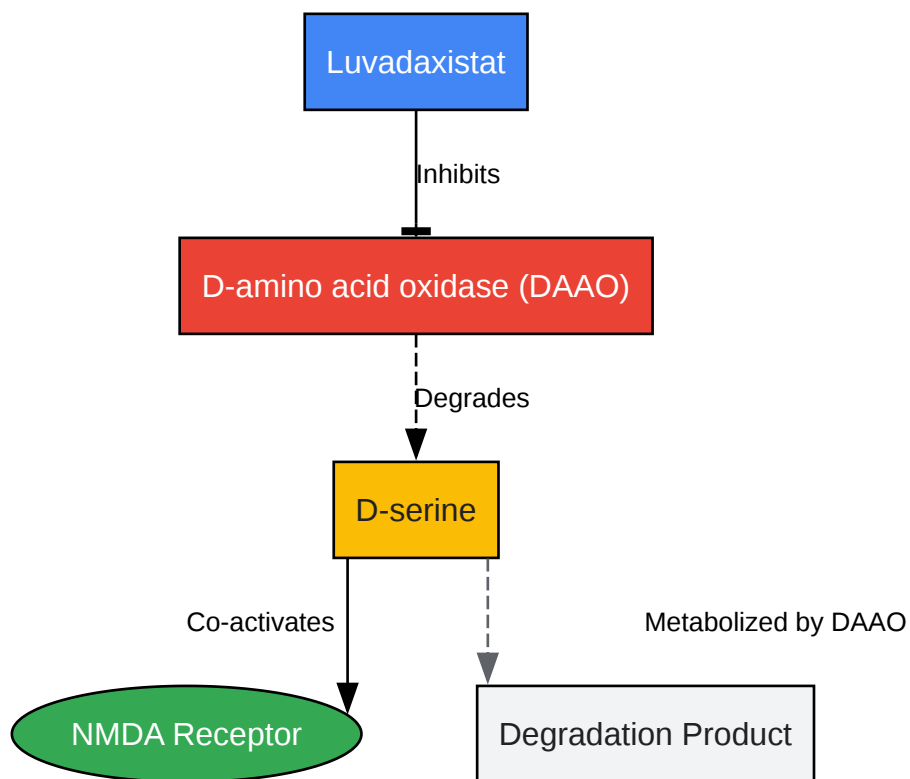 Luvadaxistat
Inhibits
D-amino acid oxidase (DAAO)
Degrades
D-serine
Co-activates
Metabolized by DAAO
NMDA Receptor
Degradation Product